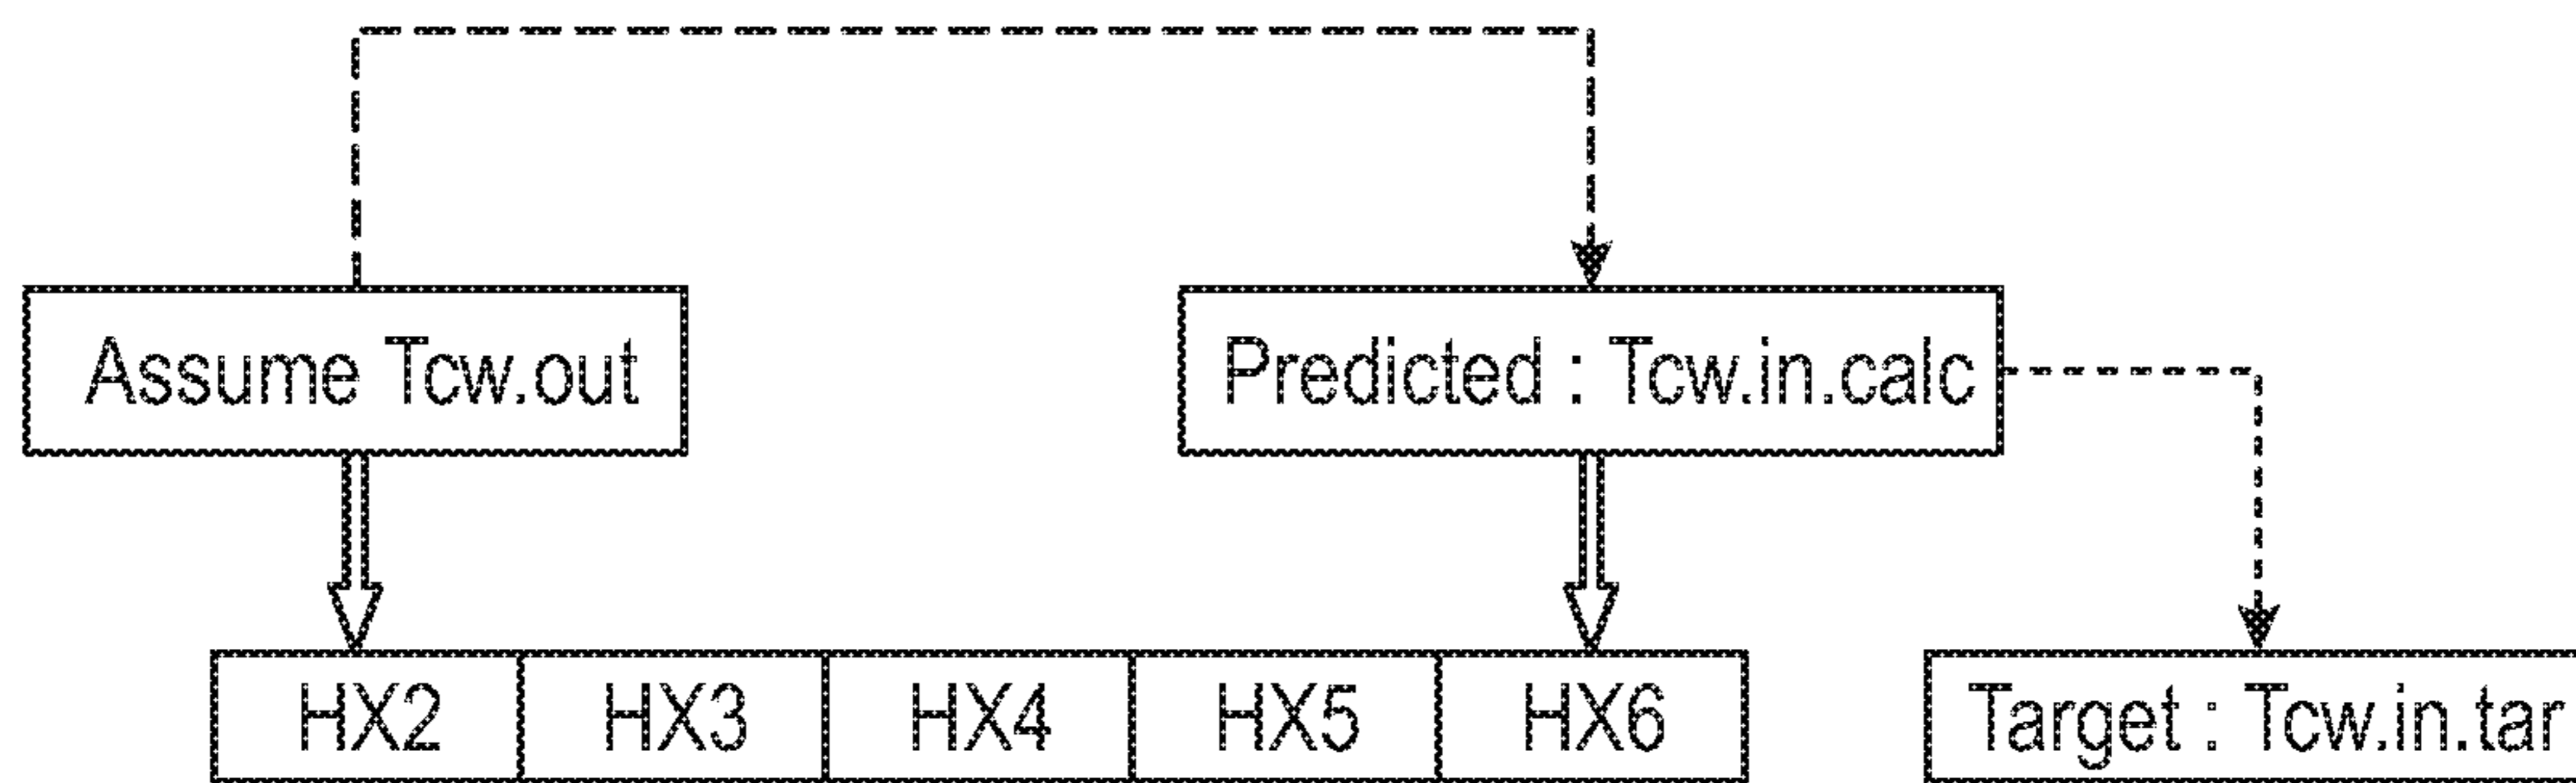 Assume Tcw.out
Predicted : Tcw.in.calc
HX2 HX3 HX4 HX5 HX6
Target : Tcw.in.tar